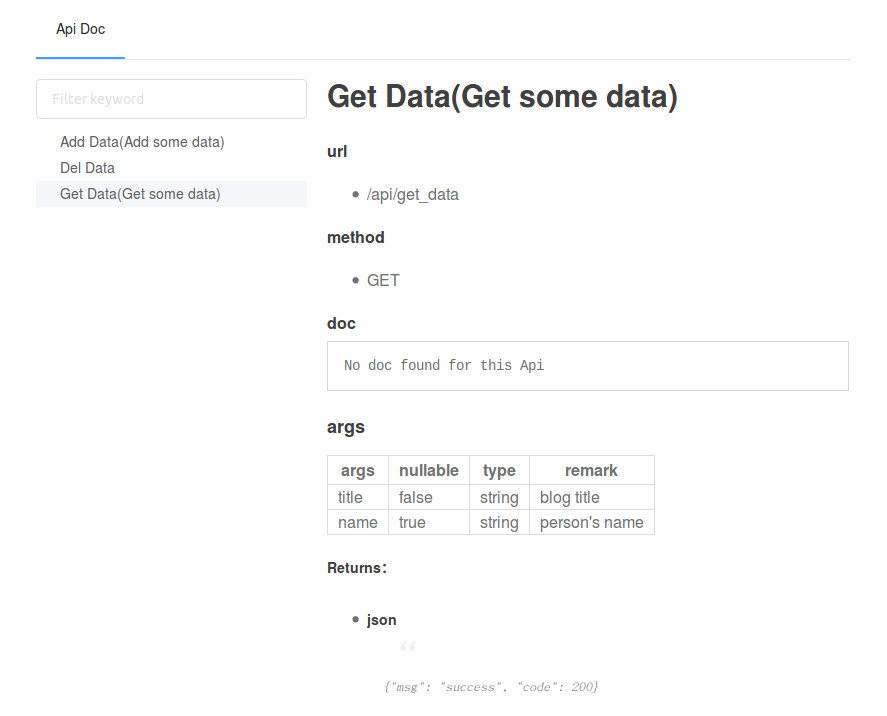 Api Doc
Filter keyword
Add Data(Add some data)
Del Data
Get Data(Get some data)
Get Data(Get some data)
url
/api/get_data
method
GET
doc
No doc found for this Api
args
args nullable type remark
title false string blog title
name true string person's name
Returns：
json
“
{"msg": "success", "code": 200}